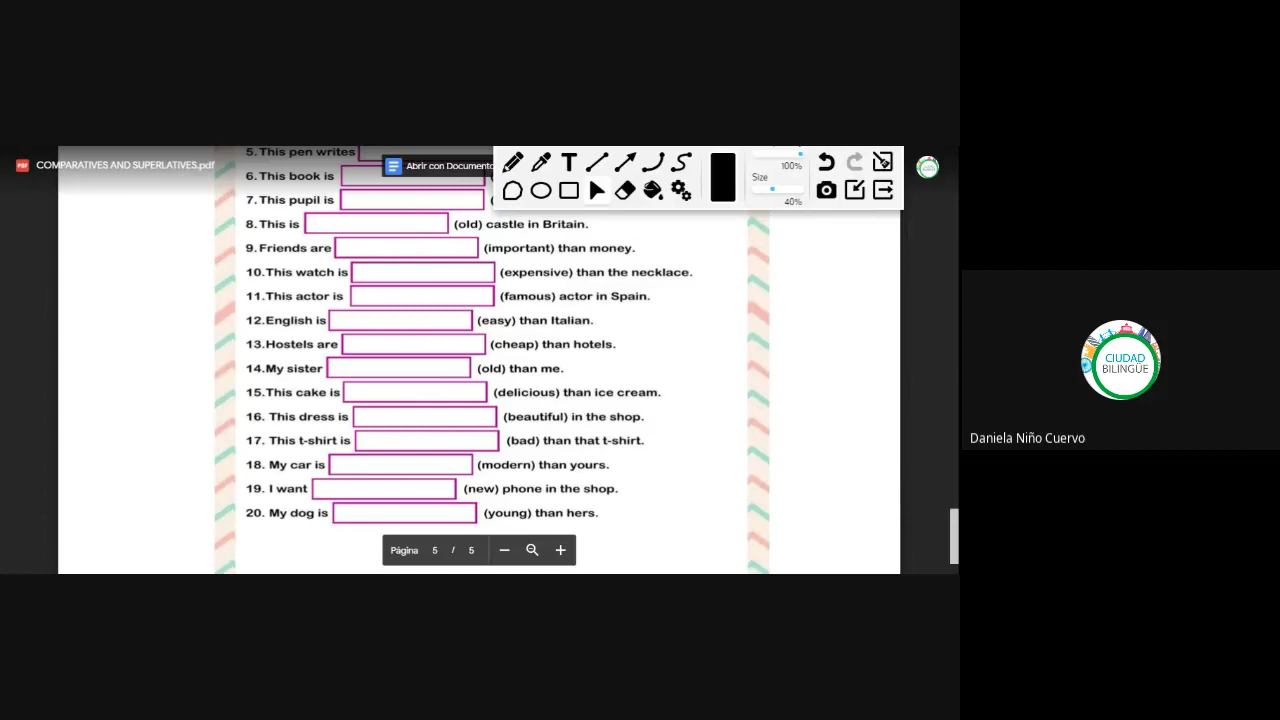 COMPARATIVES AND SUPERLATIVES.pdf
Abrir con Documento
Size
100%
40%
5. This pen writes
6. This book is
7. This pupil is
8. This is (old) castle in Britain.
9. Friends are (important) than money.
10.This watch is (expensive) than the necklace.
11.This actor is (famous) actor in Spain.
12.English is (easy) than Italian.
13.Hostels are (cheap) than hotels.
14.My sister (old) than me.
15.This cake is (delicious) than ice cream.
16. This dress is (beautiful) in the shop.
17. This t-shirt is (bad) than that t-shirt.
18. My car is (modern) than yours.
19. I want (new) phone in the shop.
20. My dog is (young) than hers.
Página 5 / 5
CIUDAD
BILINGÜE
Daniela Niño Cuervo